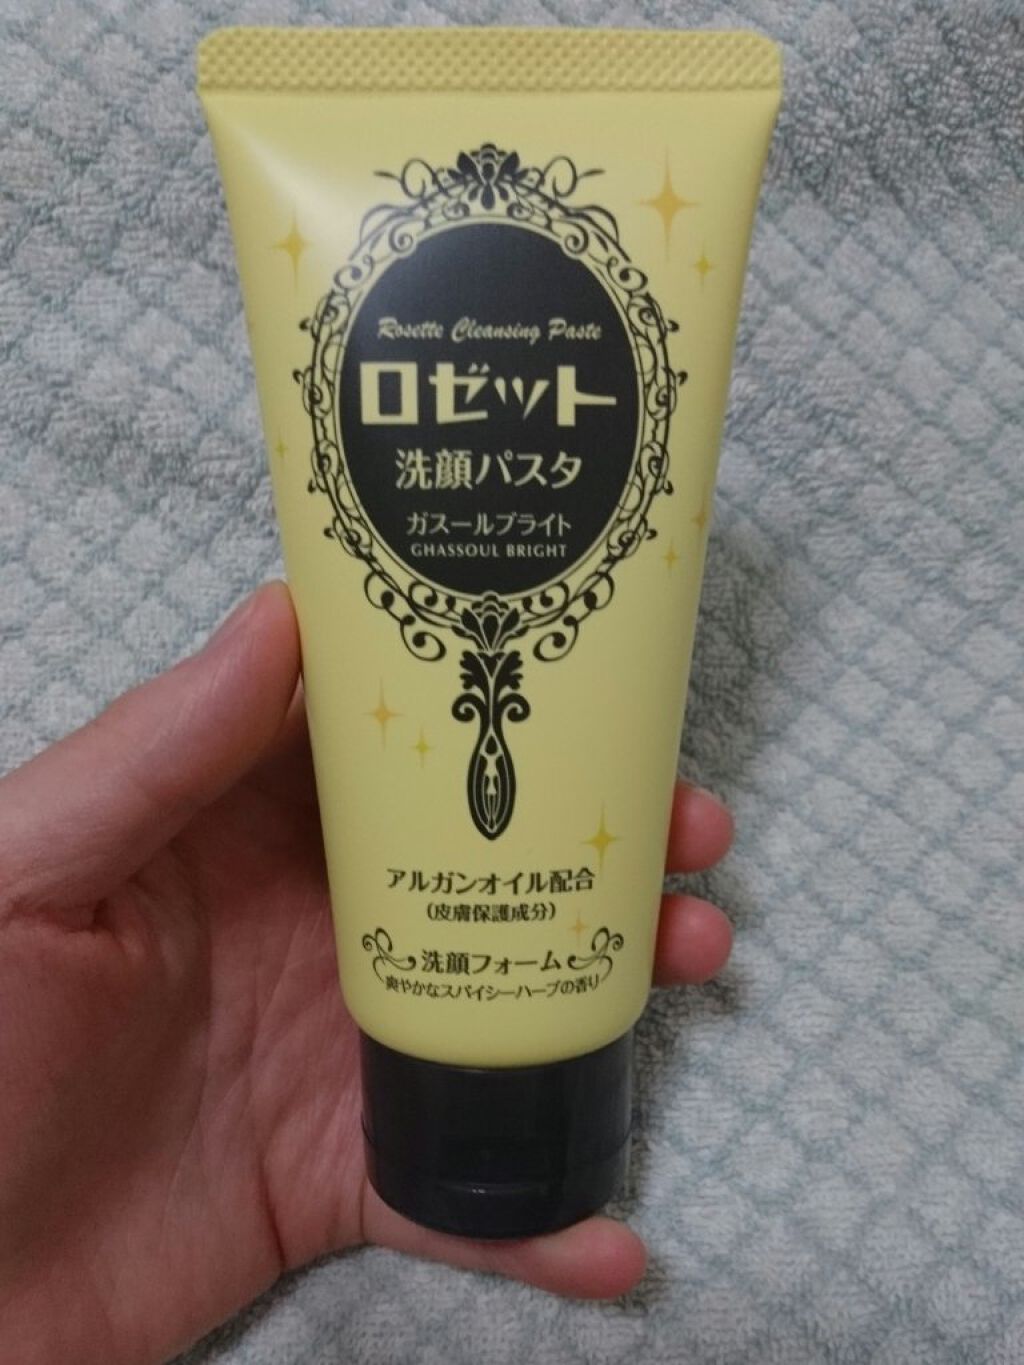 Rosette Cleansing Paste
ロゼット
洗顔パスタ
ガスールブライト
GHASSOUL BRIGHT
アルガンオイル配合
(皮膚保護成分)
洗顔フォーム
爽やかなスパイシーハーブの香り